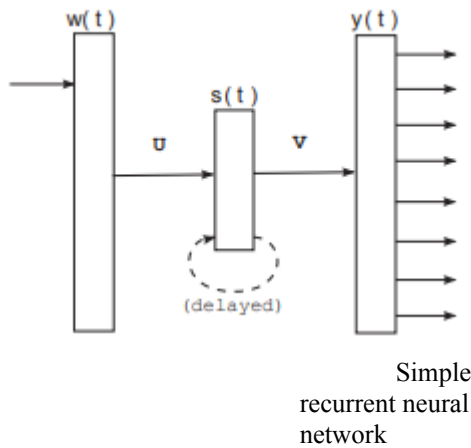 w(t)
y(t)
s(t)
U
V
(delayed)
Simple
recurrent neural
network